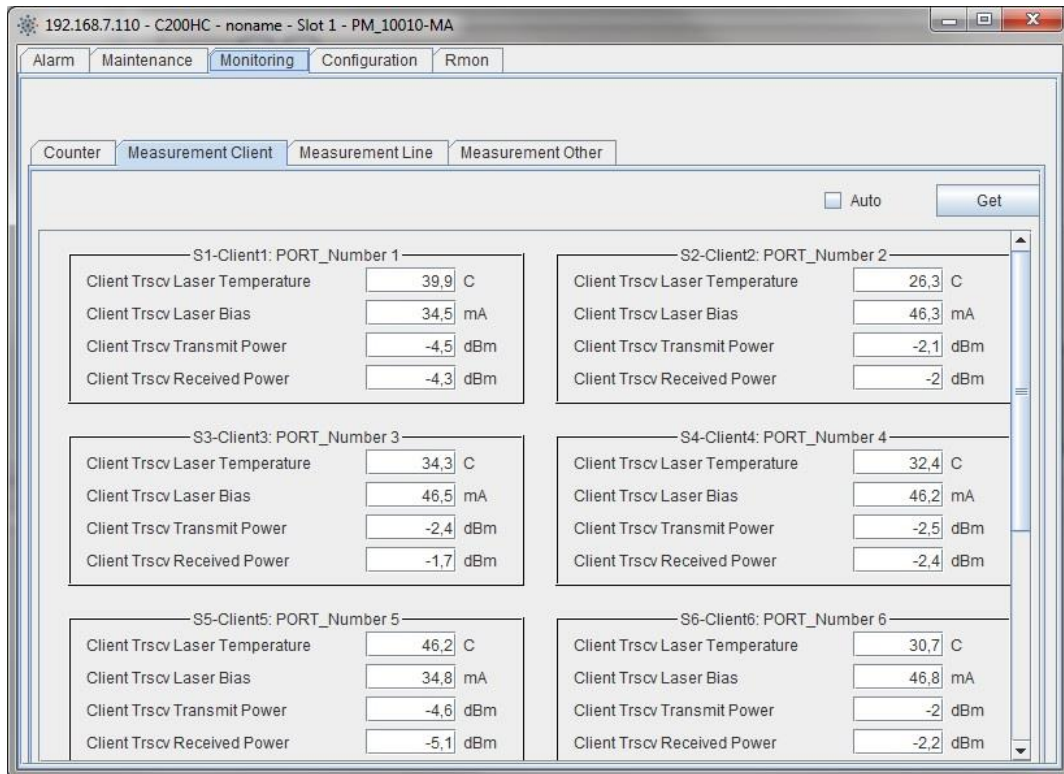 192.168.7.110 - C200HC - noname - Slot 1 - PM_10010-MA
Alarm Maintenance Monitoring Configuration Rmon
Counter Measurement Client Measurement Line Measurement Other
Auto Get
S1-Client1: PORT_Number 1
Client Trscv Laser Temperature 39,9 C
Client Trscv Laser Bias 34,5 mA
Client Trscv Transmit Power -4,5 dBm
Client Trscv Received Power -4,3 dBm
S2-Client2: PORT_Number 2
Client Trscv Laser Temperature 26,3 C
Client Trscv Laser Bias 46,3 mA
Client Trscv Transmit Power -2,1 dBm
Client Trscv Received Power -2 dBm
S3-Client3: PORT_Number 3
Client Trscv Laser Temperature 34,3 C
Client Trscv Laser Bias 46,5 mA
Client Trscv Transmit Power -2,4 dBm
Client Trscv Received Power -1,7 dBm
S4-Client4: PORT_Number 4
Client Trscv Laser Temperature 32,4 C
Client Trscv Laser Bias 46,2 mA
Client Trscv Transmit Power -2,5 dBm
Client Trscv Received Power -2,4 dBm
S5-Client5: PORT_Number 5
Client Trscv Laser Temperature 46,2 C
Client Trscv Laser Bias 34,8 mA
Client Trscv Transmit Power -4,6 dBm
Client Trscv Received Power -5,1 dBm
S6-Client6: PORT_Number 6
Client Trscv Laser Temperature 30,7 C
Client Trscv Laser Bias 46,8 mA
Client Trscv Transmit Power -2 dBm
Client Trscv Received Power -2,2 dBm